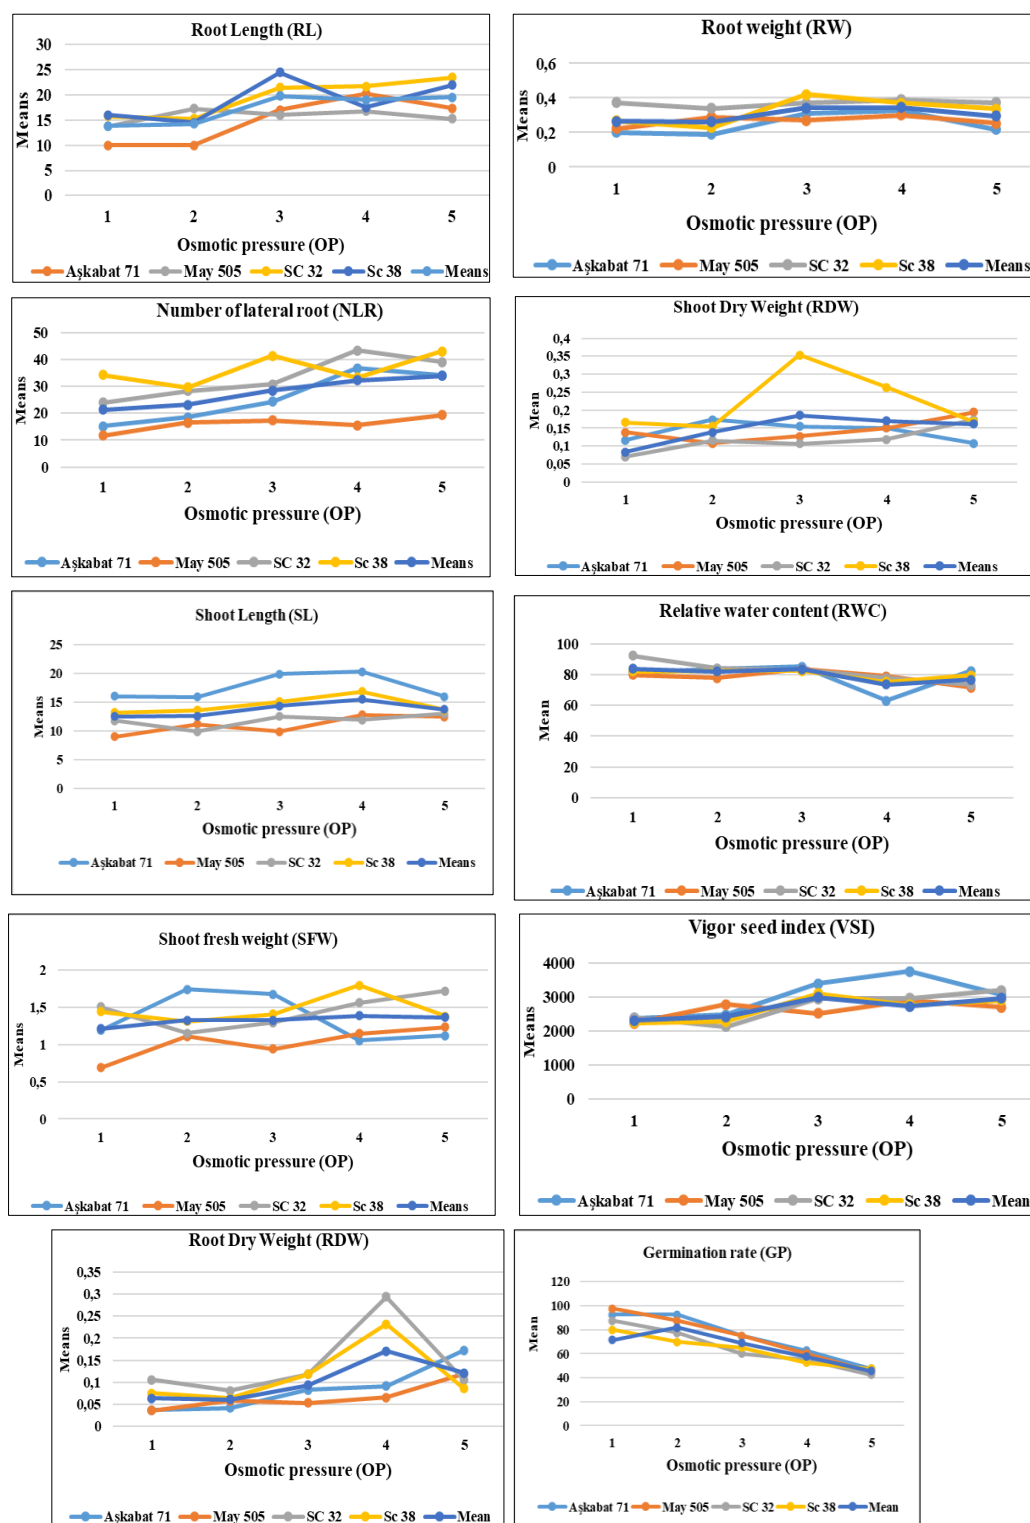 Root Length (RL)
30
25
20
15
10
5
0
Means
1 2 3 4 5
Osmotic pressure (OP)
Aşkabat 71 May 505 SC 32 Sc 38 Means
Root weight (RW)
0,6
0,4
0,2
0
Means
1 2 3 4 5
Osmotic pressure (OP)
Aşkabat 71 May 505 SC 32 Sc 38 Means
Number of lateral root (NLR)
50
40
30
20
10
0
Means
1 2 3 4 5
Osmotic pressure (OP)
Aşkabat 71 May 505 SC 32 Sc 38 Means
Shoot Dry Weight (RDW)
0,4
0,35
0,3
0,25
0,2
0,15
0,1
0,05
0
Mean
1 2 3 4 5
Osmotic pressure (OP)
Aşkabat 71 May 505 SC 32 Sc 38 Means
Shoot Length (SL)
25
20
15
10
5
0
Means
1 2 3 4 5
Osmotic pressure (OP)
Aşkabat 71 May 505 SC 32 Sc 38 Means
Relative water content (RWC)
100
80
60
40
20
0
Mean
1 2 3 4 5
Osmotic pressure (OP)
Aşkabat 71 May 505 SC 32 Sc 38 Means
Shoot fresh weight (SFW)
2
1,5
1
0,5
0
Means
1 2 3 4 5
Osmotic pressure (OP)
Aşkabat 71 May 505 SC 32 Sc 38 Means
Vigor seed index (VSI)
4000
3000
2000
1000
0
Means
1 2 3 4 5
Osmotic pressure (OP)
Aşkabat 71 May 505 SC 32 Sc 38 Mean
Root Dry Weight (RDW)
0,35
0,3
0,25
0,2
0,15
0,1
0,05
0
Means
1 2 3 4 5
Osmotic pressure (OP)
Aşkabat 71 May 505 SC 32 Sc 38 Means
Germination rate (GP)
120
100
80
60
40
20
0
Mean
1 2 3 4 5
Osmotic pressure (OP)
Aşkabat 71 May 505 SC 32 Sc 38 Mean